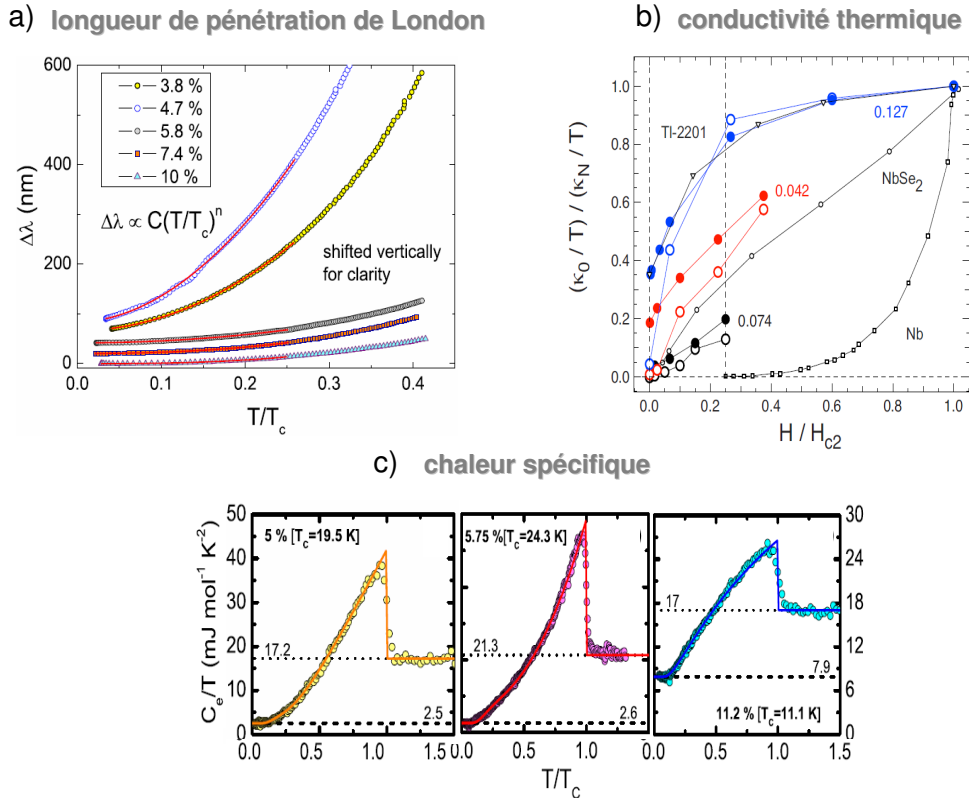 a) longueur de pénétration de London
600
400
200
0
Δλ (nm)
3.8 %
4.7 %
5.8 %
7.4 %
10 %
Δλ ∝ C(T/Tc)ⁿ
shifted vertically
for clarity
0.0 0.1 0.2 0.3 0.4
T/Tc
b) conductivité thermique
1.0
0.8
0.6
0.4
0.2
0.0
(κ0 / T) / (κN / T)
Tl-2201
0.127
NbSe2
0.042
0.074
Nb
0.0 0.2 0.4 0.6 0.8 1.0
H / Hc2
c) chaleur spécifique
50
40
30
20
10
0
Ce/T (mJ mol⁻¹ K⁻²)
5 % [Tc=19.5 K]
17.2
2.5
0.0 0.5 1.0
5.75 %[Tc=24.3 K]
21.3
2.6
0.0 0.5 1.0
17
7.9
11.2 % [Tc=11.1 K]
0.0 0.5 1.0 1.5
30
24
18
12
6
0
T/Tc